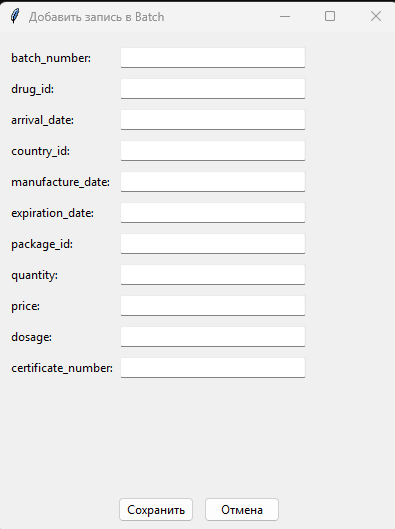 Добавить запись в Batch
batch_number:
drug_id:
arrival_date:
country_id:
manufacture_date:
expiration_date:
package_id:
quantity:
price:
dosage:
certificate_number:
Сохранить Отмена